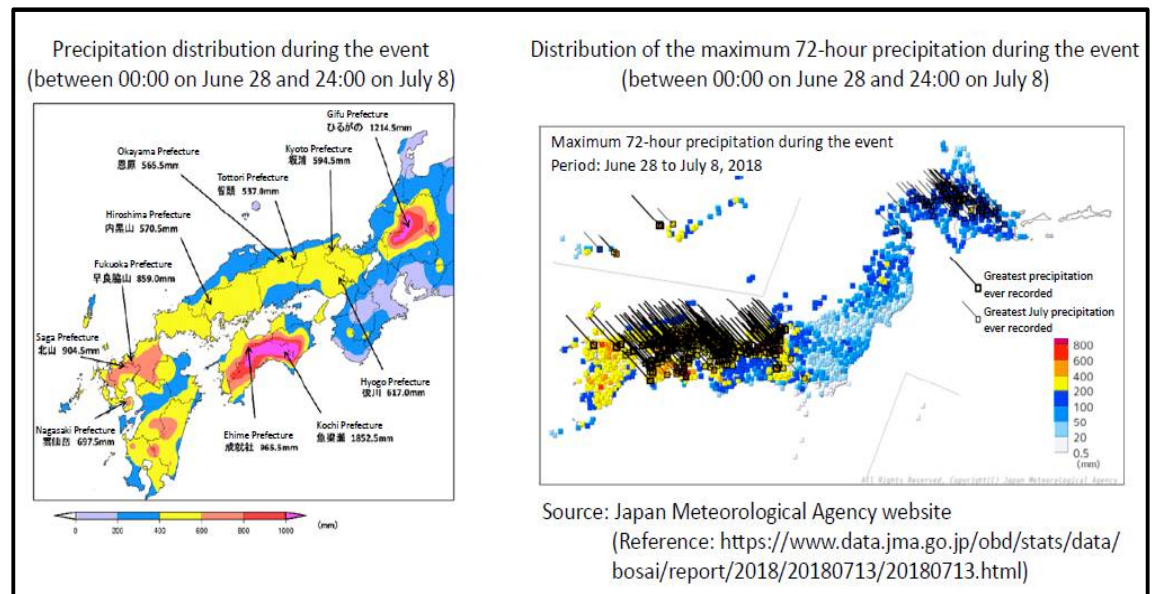 Precipitation distribution during the event
(between 00:00 on June 28 and 24:00 on July 8)
Gifu Prefecture
ひるがの 1214.5mm
Okayama Prefecture
恩原 565.5mm
Kyoto Prefecture
坂浦 594.5mm
Tottori Prefecture
智頭 537.0mm
Hiroshima Prefecture
内黒山 570.5mm
Fukuoka Prefecture
早良脇山 859.0mm
Saga Prefecture
北山 904.5mm
Nagasaki Prefecture
雲仙岳 697.5mm
Ehime Prefecture
成就社 965.5mm
Kochi Prefecture
魚梁瀬 1852.5mm
Hyogo Prefecture
後川 617.0mm
0 200 400 600 800 1000 (mm)
Distribution of the maximum 72-hour precipitation during the event
(between 00:00 on June 28 and 24:00 on July 8)
Maximum 72-hour precipitation during the event
Period: June 28 to July 8, 2018
Greatest precipitation
ever recorded
Greatest July precipitation
ever recorded
800
600
400
200
100
50
20
0.5
(mm)
All Rights Reserved, Copyright(C) Japan Meteorological Agency
Source: Japan Meteorological Agency website
(Reference: https://www.data.jma.go.jp/obd/stats/data/
bosai/report/2018/20180713/20180713.html)